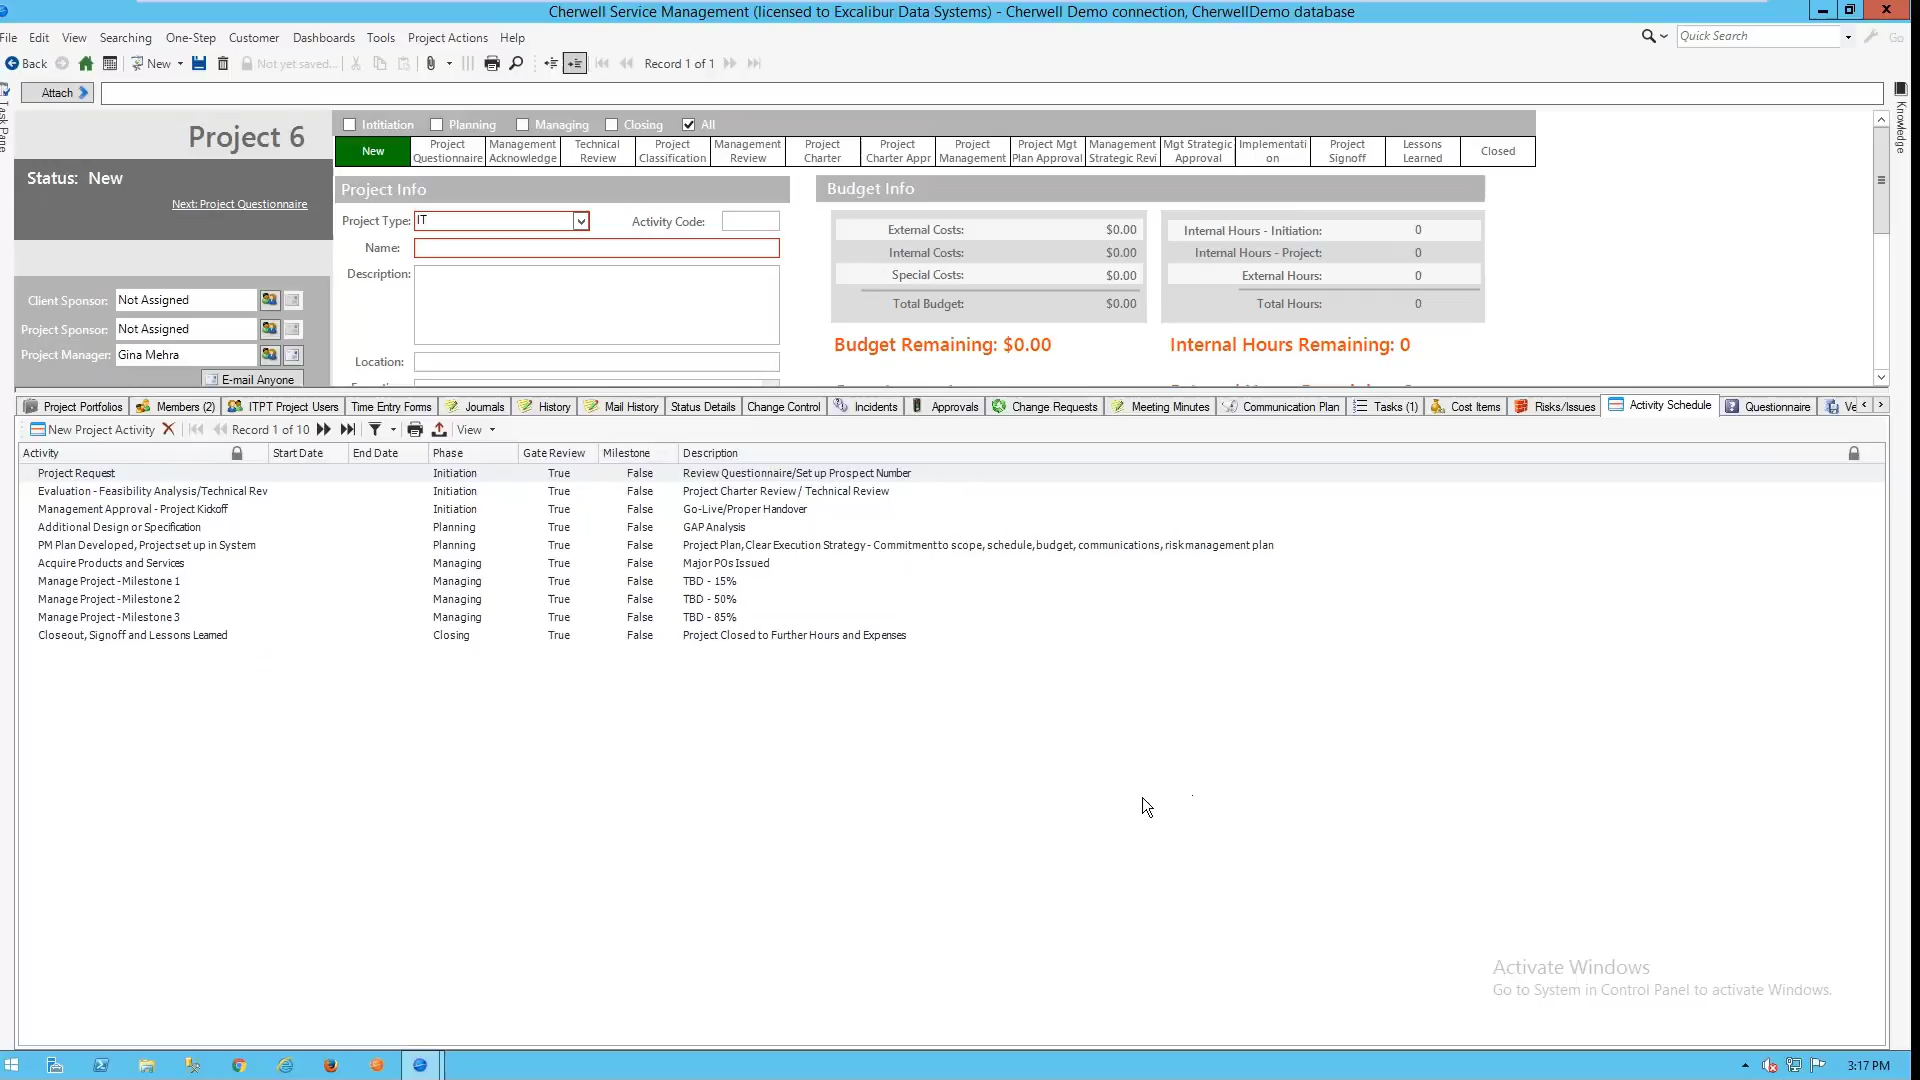 Cherwell Service Management (licensed to Excalibur Data Systems) - Cherwell Demo connection, CherwellDemo database
File Edit View Searching One-Step Customer Dashboards Tools Project Actions Help
Quick Search Go
Back New Not yet saved... Record 1 of 1
Attach
Task Pane
Knowledge
Project 6
Status: New
Next: Project Questionnaire
Client Sponsor: Not Assigned
Project Sponsor: Not Assigned
Project Manager: Gina Mehra
E-mail Anyone
Intitiation Planning Managing Closing All
New
Project Questionnaire
Management Acknowledge
Technical Review
Project Classification
Management Review
Project Charter
Project Charter Appr
Project Management
Project Mgt Plan Approval
Management Strategic Revi
Mgt Strategic Approval
Implementati on
Project Signoff
Lessons Learned
Closed
Project Info
Project Type: IT Activity Code:
Name:
Description:
Location:
Budget Info
External Costs: $0.00
Internal Costs: $0.00
Special Costs: $0.00
Total Budget: $0.00
Internal Hours - Initiation: 0
Internal Hours - Project: 0
External Hours: 0
Total Hours: 0
Budget Remaining: $0.00
Internal Hours Remaining: 0
Project Portfolios Members (2) ITPT Project Users Time Entry Forms Journals History Mail History Status Details Change Control Incidents Approvals Change Requests Meeting Minutes Communication Plan Tasks (1) Cost Items Risks/Issues Activity Schedule Questionnaire Ve
New Project Activity Record 1 of 10 View
Activity Start Date End Date Phase Gate Review Milestone Description
Project Request Initiation True False Review Questionnaire/Set up Prospect Number
Evaluation - Feasibility Analysis/Technical Rev Initiation True False Project Charter Review / Technical Review
Management Approval - Project Kickoff Initiation True False Go-Live/Proper Handover
Additional Design or Specification Planning True False GAP Analysis
PM Plan Developed, Project set up in System Planning True False Project Plan, Clear Execution Strategy - Commitment to scope, schedule, budget, communications, risk management plan
Acquire Products and Services Managing True False Major POs Issued
Manage Project - Milestone 1 Managing True False TBD - 15%
Manage Project - Milestone 2 Managing True False TBD - 50%
Manage Project - Milestone 3 Managing True False TBD - 85%
Closeout, Signoff and Lessons Learned Closing True False Project Closed to Further Hours and Expenses
Activate Windows
Go to System in Control Panel to activate Windows.
3:17 PM